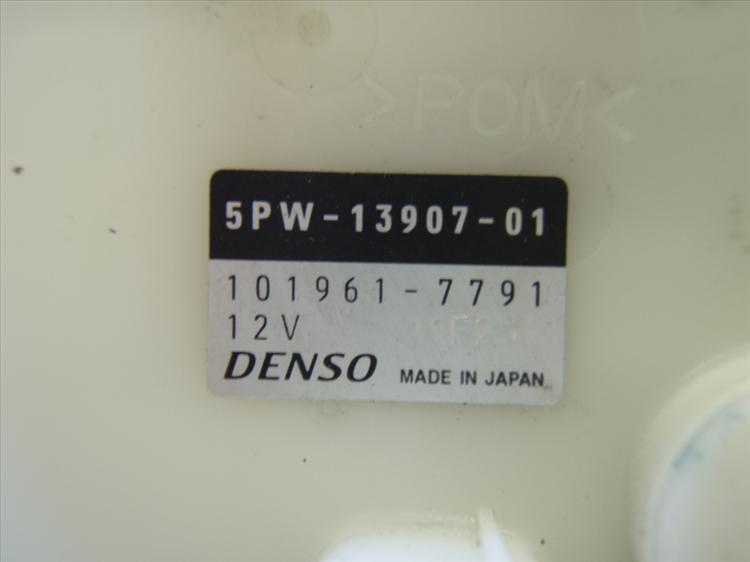 >POM<
5PW-13907-01
101961-7791
12V
DENSO MADE IN JAPAN